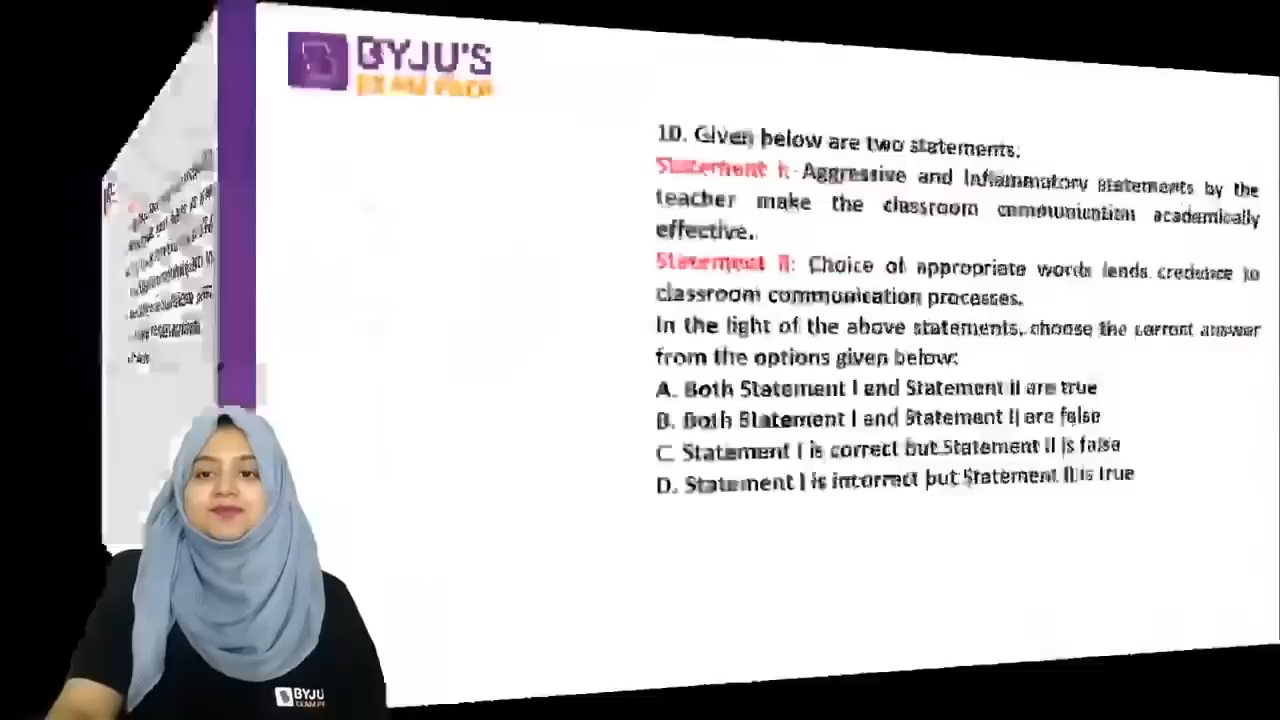 BYJU'S
EXAM PREP
10. Given below are two statements.
Statement I: Aggressive and Inflammatory statements by the
teacher make the classroom communication academically
effective.
Statement II: Choice of appropriate words lends credence to
classroom communication processes.
In the light of the above statements, choose the correct answer
from the options given below:
A. Both Statement I and Statement II are true
B. Both Statement I and Statement II are false
C. Statement I is correct but Statement II is false
D. Statement I is incorrect but Statement II is true
BYJU
EXAM P